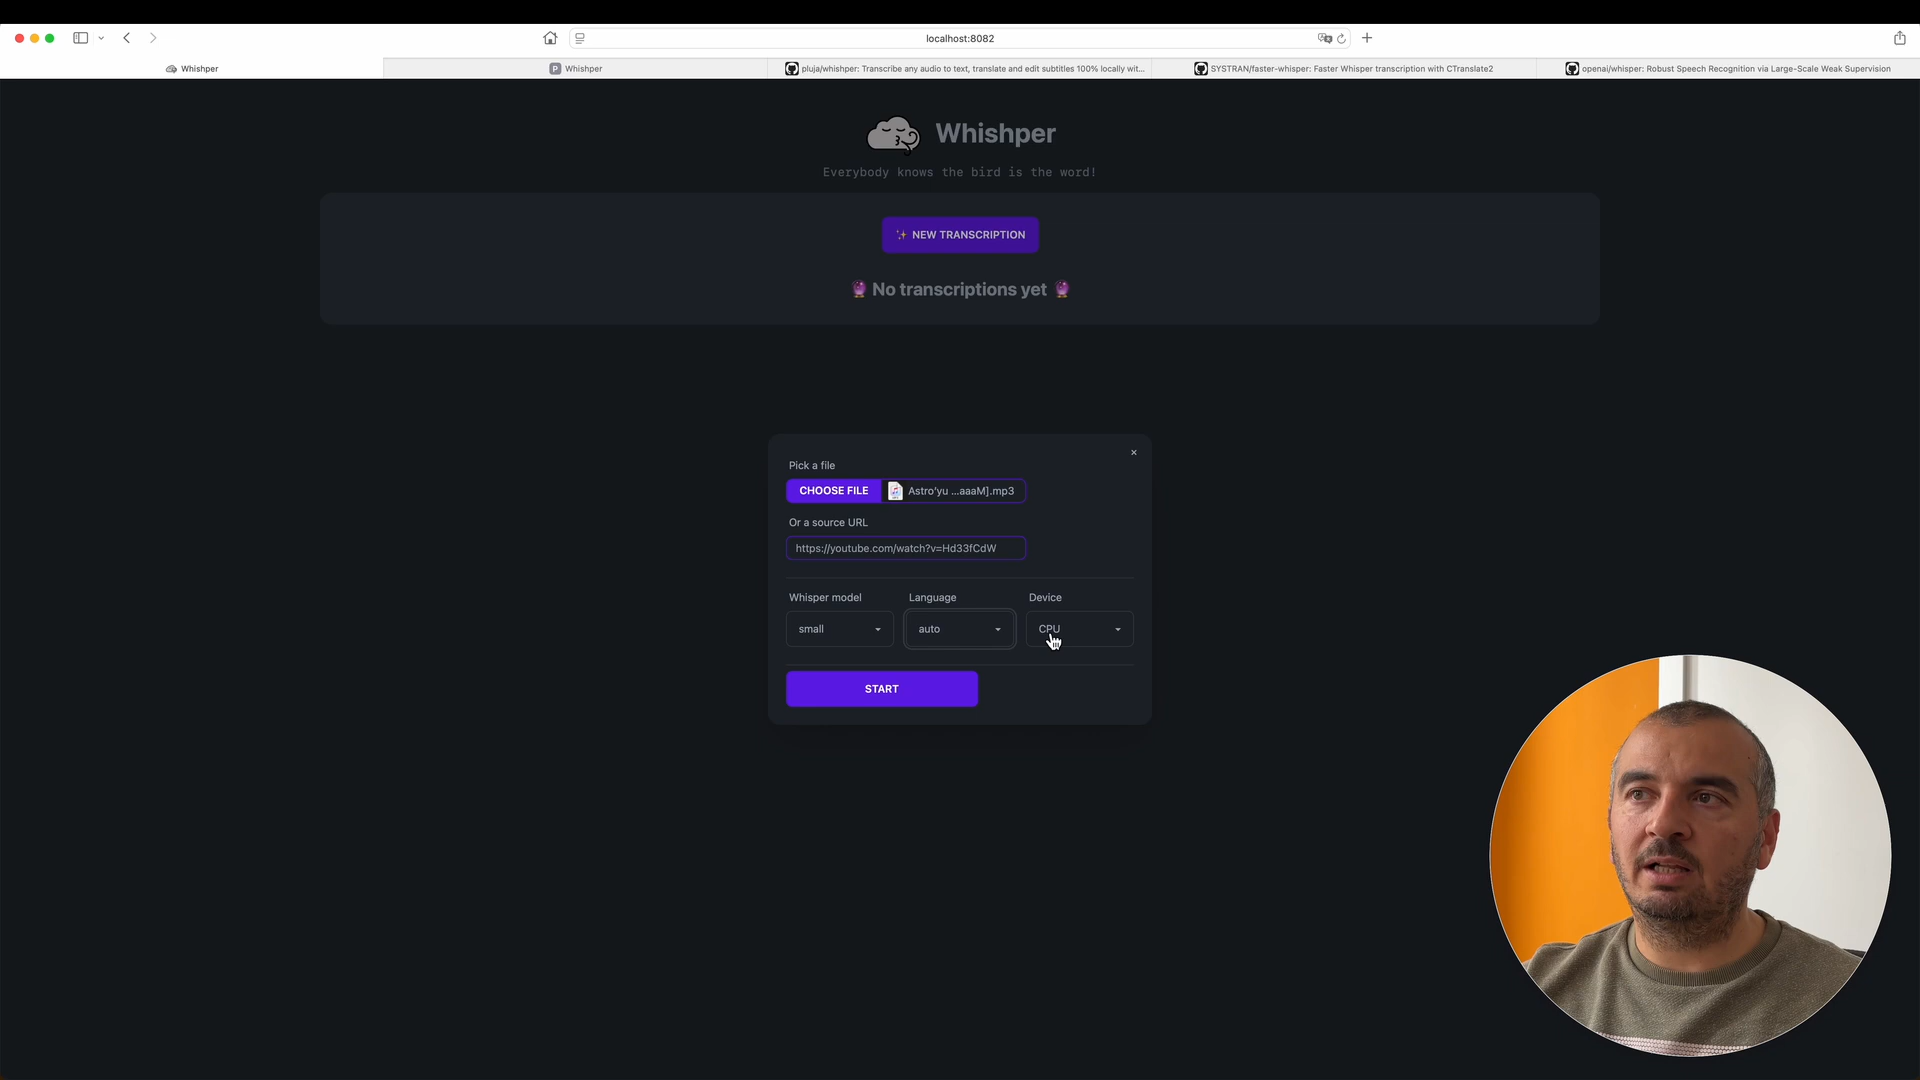 localhost:8082
Whishper
Whishper
pluja/whishper: Transcribe any audio to text, translate and edit subtitles 100% locally wit...
SYSTRAN/faster-whisper: Faster Whisper transcription with CTranslate2
openai/whisper: Robust Speech Recognition via Large-Scale Weak Supervision
Whishper
Everybody knows the bird is the word!
✨ NEW TRANSCRIPTION
🔮 No transcriptions yet 🔮
×
Pick a file
CHOOSE FILE Astro'yu ...aaaM].mp3
Or a source URL
https://youtube.com/watch?v=Hd33fCdW
Whisper model Language Device
small auto CPU
START